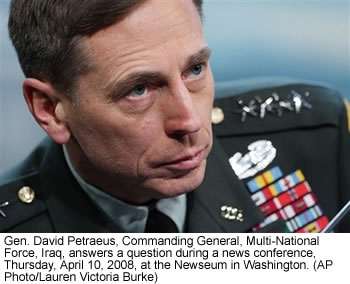 Gen. David Petraeus, Commanding General, Multi-National
Force, Iraq, answers a question during a news conference,
Thursday, April 10, 2008, at the Newseum in Washington. (AP
Photo/Lauren Victoria Burke)